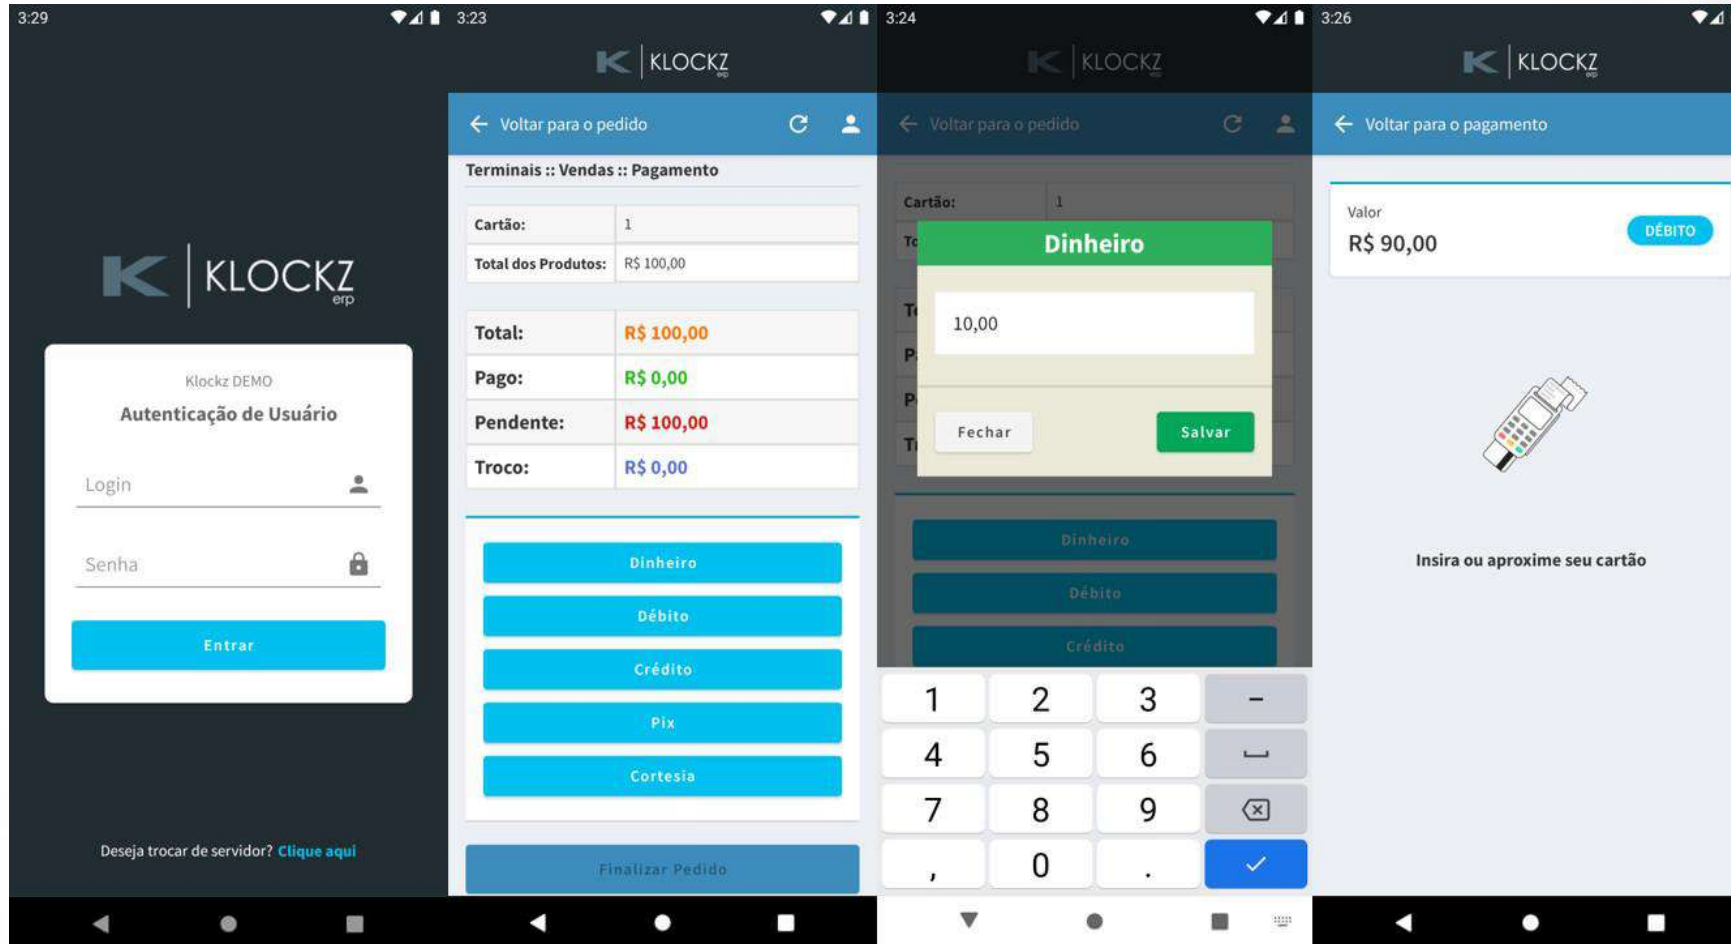 3:29
K KLOCKZ
erp
Klockz DEMO
Autenticação de Usuário
Login
Senha
Entrar
Deseja trocar de servidor? Clique aqui
3:23
K KLOCKZ
erp
Voltar para o pedido
Terminais :: Vendas :: Pagamento
Cartão: 1
Total dos Produtos: R$ 100,00
Total: R$ 100,00
Pago: R$ 0,00
Pendente: R$ 100,00
Troco: R$ 0,00
Dinheiro
Débito
Crédito
Pix
Cortesia
Finalizar Pedido
3:24
K KLOCKZ
erp
Voltar para o pedido
Cartão: 1
Dinheiro
10,00
Fechar Salvar
Dinheiro
Débito
Crédito
1 2 3 –
4 5 6
7 8 9
, 0 .
3:26
K KLOCKZ
erp
Voltar para o pagamento
Valor
R$ 90,00
DÉBITO
Insira ou aproxime seu cartão